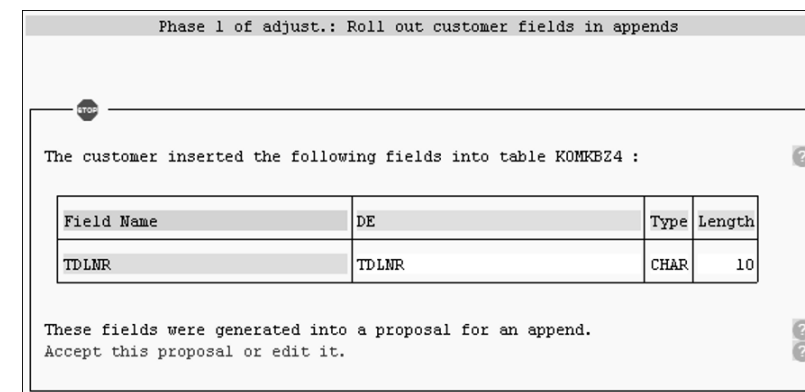 Phase 1 of adjust.: Roll out customer fields in appends
STOP
The customer inserted the following fields into table KOMKBZ4 : ?
Field Name DE Type Length
TDLNR TDLNR CHAR 10
These fields were generated into a proposal for an append. ?
Accept this proposal or edit it. ?